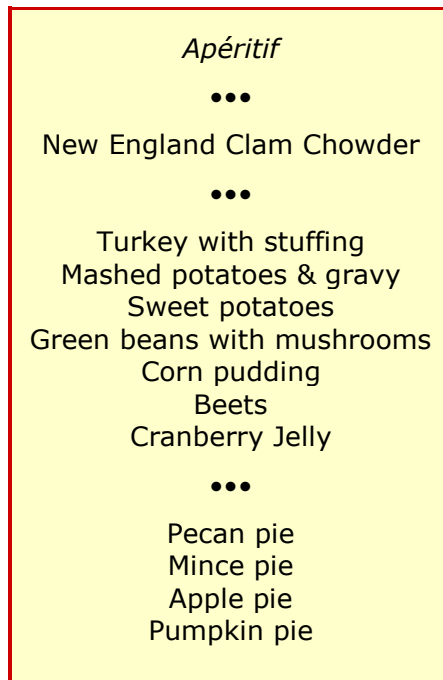 Apéritif
•••
New England Clam Chowder
•••
Turkey with stuffing
Mashed potatoes & gravy
Sweet potatoes
Green beans with mushrooms
Corn pudding
Beets
Cranberry Jelly
•••
Pecan pie
Mince pie
Apple pie
Pumpkin pie